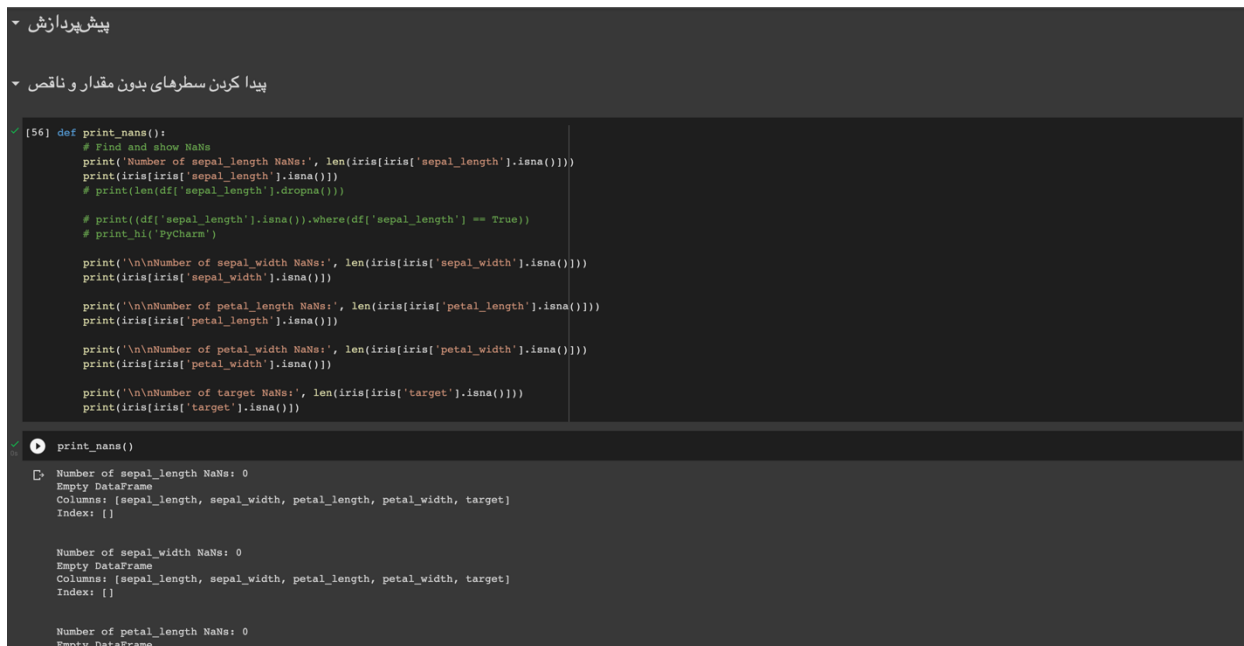 پیش‌پردازش
پیدا کردن سطرهای بدون مقدار و ناقص
[56] def print_nans():
# Find and show NaNs
print('Number of sepal_length NaNs:', len(iris[iris['sepal_length'].isna()]))
print(iris[iris['sepal_length'].isna()])
# print(len(df['sepal_length'].dropna()))
# print((df['sepal_length'].isna()).where(df['sepal_length'] == True))
# print_hi('PyCharm')
print('\n\nNumber of sepal_width NaNs:', len(iris[iris['sepal_width'].isna()]))
print(iris[iris['sepal_width'].isna()])
print('\n\nNumber of petal_length NaNs:', len(iris[iris['petal_length'].isna()]))
print(iris[iris['petal_length'].isna()])
print('\n\nNumber of petal_width NaNs:', len(iris[iris['petal_width'].isna()]))
print(iris[iris['petal_width'].isna()])
print('\n\nNumber of target NaNs:', len(iris[iris['target'].isna()]))
print(iris[iris['target'].isna()])
print_nans()
Number of sepal_length NaNs: 0
Empty DataFrame
Columns: [sepal_length, sepal_width, petal_length, petal_width, target]
Index: []
Number of sepal_width NaNs: 0
Empty DataFrame
Columns: [sepal_length, sepal_width, petal_length, petal_width, target]
Index: []
Number of petal_length NaNs: 0
Empty DataFrame